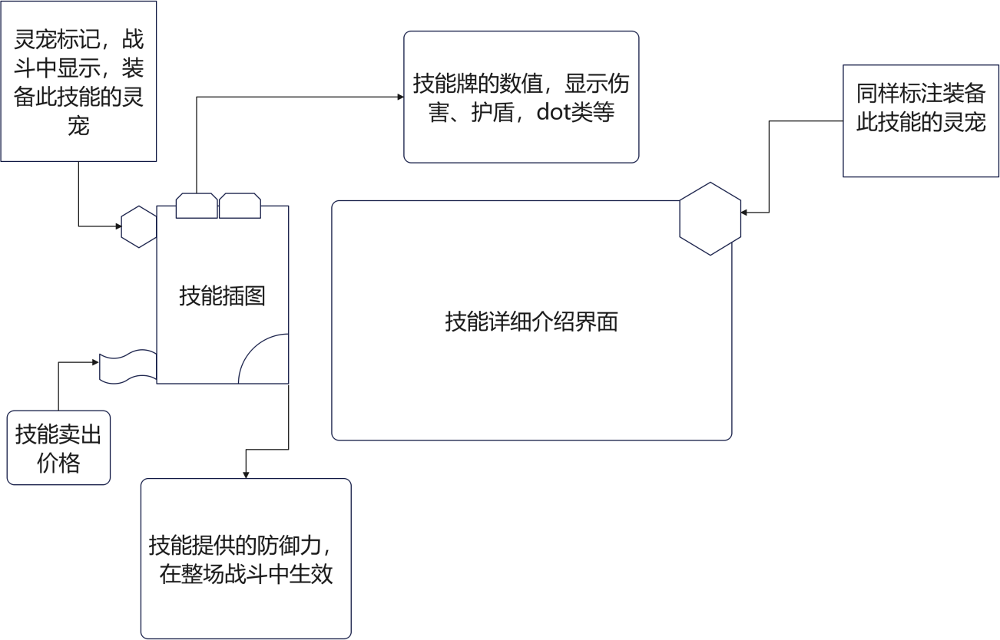 灵宠标记，战
斗中显示，装
备此技能的灵
宠
技能牌的数值，显示伤
害、护盾，dot类等
同样标注装备
此技能的灵宠
技能插图
技能详细介绍界面
技能卖出
价格
技能提供的防御力，
在整场战斗中生效